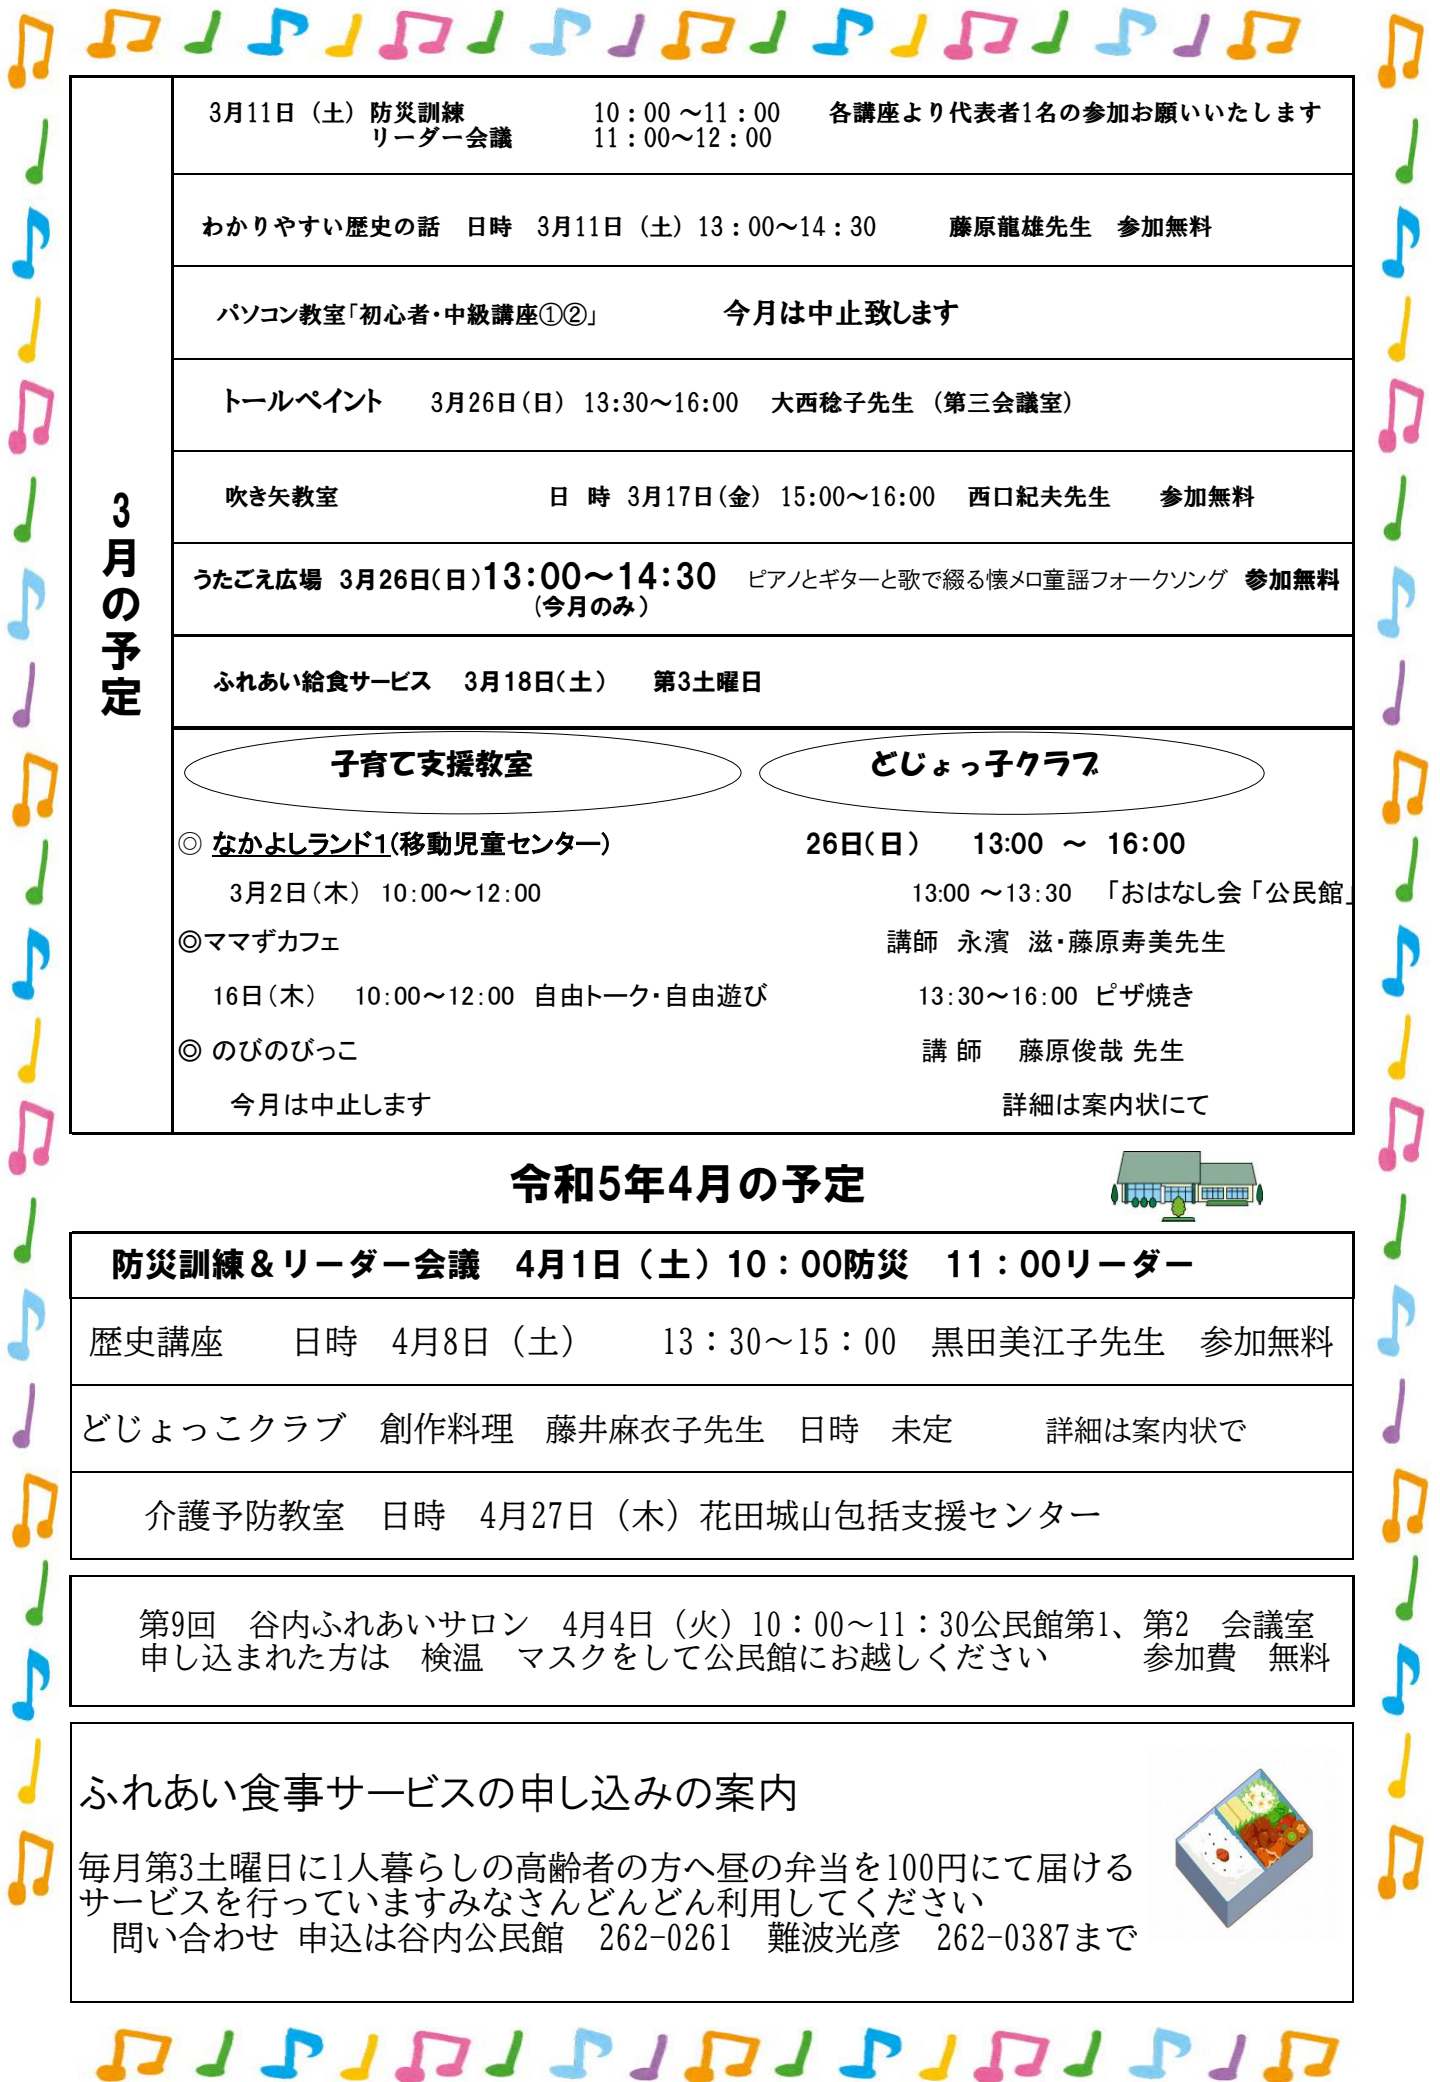 3月の予定
3月11日（土）防災訓練　10：00～11：00　各講座より代表者1名の参加お願いいたします
リーダー会議　11：00～12：00
わかりやすい歴史の話　日時　3月11日（土）13：00～14：30　藤原龍雄先生　参加無料
パソコン教室「初心者・中級講座①②」　今月は中止致します
トールペイント　3月26日（日）13:30～16:00　大西稔子先生（第三会議室）
吹き矢教室　日　時　3月17日（金）15:00～16:00　西口紀夫先生　参加無料
うたごえ広場　3月26日（日）13：00～14：30　ピアノとギターと歌で綴る懐メロ童謡フォークソング　参加無料
（今月のみ）
ふれあい給食サービス　3月18日（土）　第3土曜日
子育て支援教室
◎ なかよしランド1（移動児童センター）
3月2日（木）10：00～12：00
◎ママずカフェ
16日（木）　10：00～12：00　自由トーク・自由遊び
◎ のびのびっこ
今月は中止します
どじょっ子クラブ
26日（日）　13:00 ～ 16:00
13:00 ～13：30　「おはなし会「公民館」
講師　永濱　滋・藤原寿美先生
13：30～16：00　ピザ焼き
講 師　藤原俊哉 先生
詳細は案内状にて
令和5年4月の予定
防災訓練＆リーダー会議　4月1日（土）10：00防災　11：00リーダー
歴史講座　日時　4月8日（土）　13：30～15：00　黒田美江子先生　参加無料
どじょっこクラブ　創作料理　藤井麻衣子先生　日時　未定　詳細は案内状で
介護予防教室　日時　4月27日（木）花田城山包括支援センター
第9回　谷内ふれあいサロン　4月4日（火）10：00～11：30公民館第1、第2　会議室
申し込まれた方は　検温　マスクをして公民館にお越しください　参加費　無料
ふれあい食事サービスの申し込みの案内
毎月第3土曜日に1人暮らしの高齢者の方へ昼の弁当を100円にて届ける
サービスを行っていますみなさんどんどん利用してください
問い合わせ 申込は谷内公民館　262-0261　難波光彦　262-0387まで